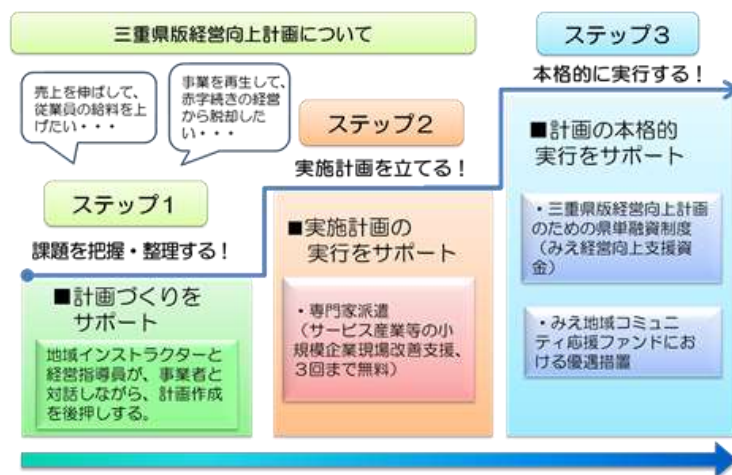 三重県版経営向上計画について
売上を伸ばして、
従業員の給料を上
げたい・・・
事業を再生して、
赤字続きの経営
から脱却した
い・・・
ステップ１
課題を把握・整理する！
■計画づくりを
サポート
地域インストラクターと
経営指導員が、事業者と
対話しながら、計画作成
を後押しする。
ステップ２
実施計画を立てる！
■実施計画の
実行をサポート
・専門家派遣
（サービス産業等の小
規模企業現場改善支援、
３回まで無料）
ステップ３
本格的に実行する！
■計画の本格的
実行をサポート
・三重県版経営向上計画
のための県単融資制度
（みえ経営向上支援資
金）
・みえ地域コミュニ
ティ応援ファンドにお
ける優遇措置